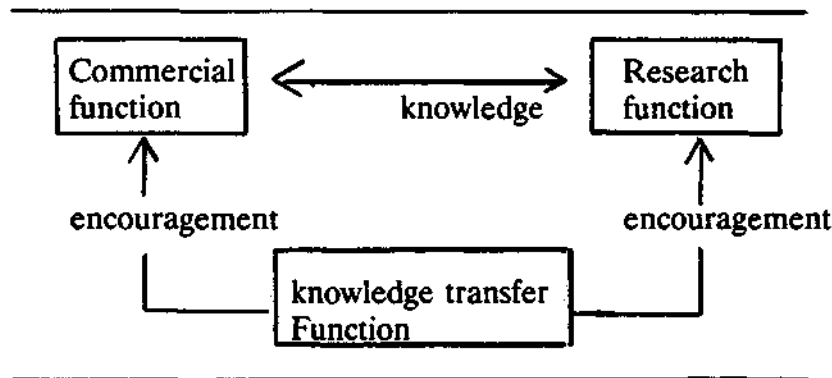 Commercial
function
knowledge
Research
function
encouragement
encouragement
knowledge transfer
Function